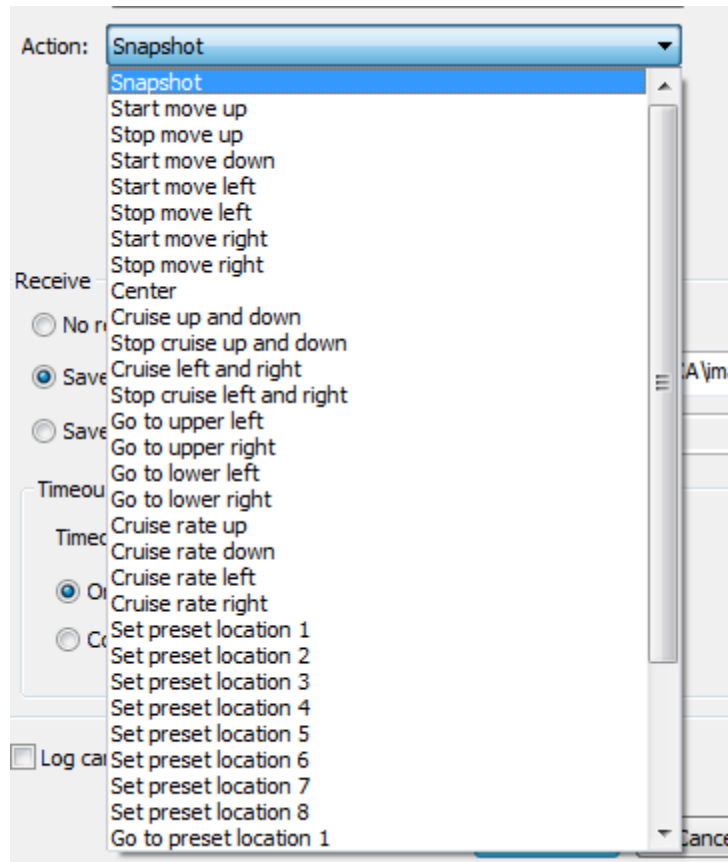 Action: Snapshot
Snapshot
Start move up
Stop move up
Start move down
Start move left
Stop move left
Start move right
Stop move right
Receive
Center
No
Cruise up and down
Stop cruise up and down
Save
Cruise left and right
Stop cruise left and right
Save
Go to upper left
Go to upper right
Go to lower left
Go to lower right
Cruise rate up
Cruise rate down
Cruise rate left
Cruise rate right
Set preset location 1
Set preset location 2
Set preset location 3
Set preset location 4
Set preset location 5
Set preset location 6
Log
Set preset location 7
Set preset location 8
Go to preset location 1